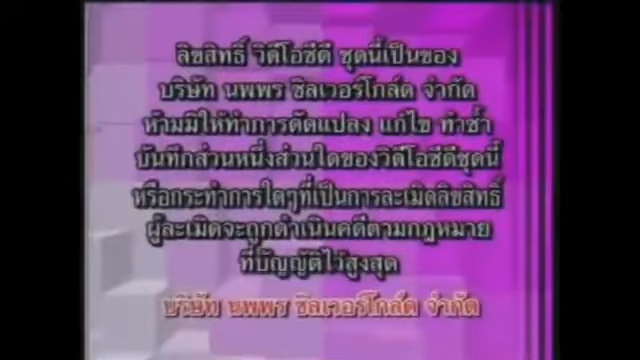 ลิขสิทธิ์ วิดีโอซีดี ชุดนี้เป็นของ
บริษัท นพพร ซิลเวอร์โกล์ด จำกัด
ห้ามมิให้ทำการดัดแปลง แก้ไข ทำซ้ำ
บันทึกส่วนหนึ่งส่วนใดของวิดีโอซีดีชุดนี้
หรือกระทำการใดๆที่เป็นการละเมิดลิขสิทธิ์
ผู้ละเมิดจะถูกดำเนินคดีตามกฎหมาย
ที่บัญญัติไว้สูงสุด
บริษัท นพพร ซิลเวอร์โกล์ด จำกัด